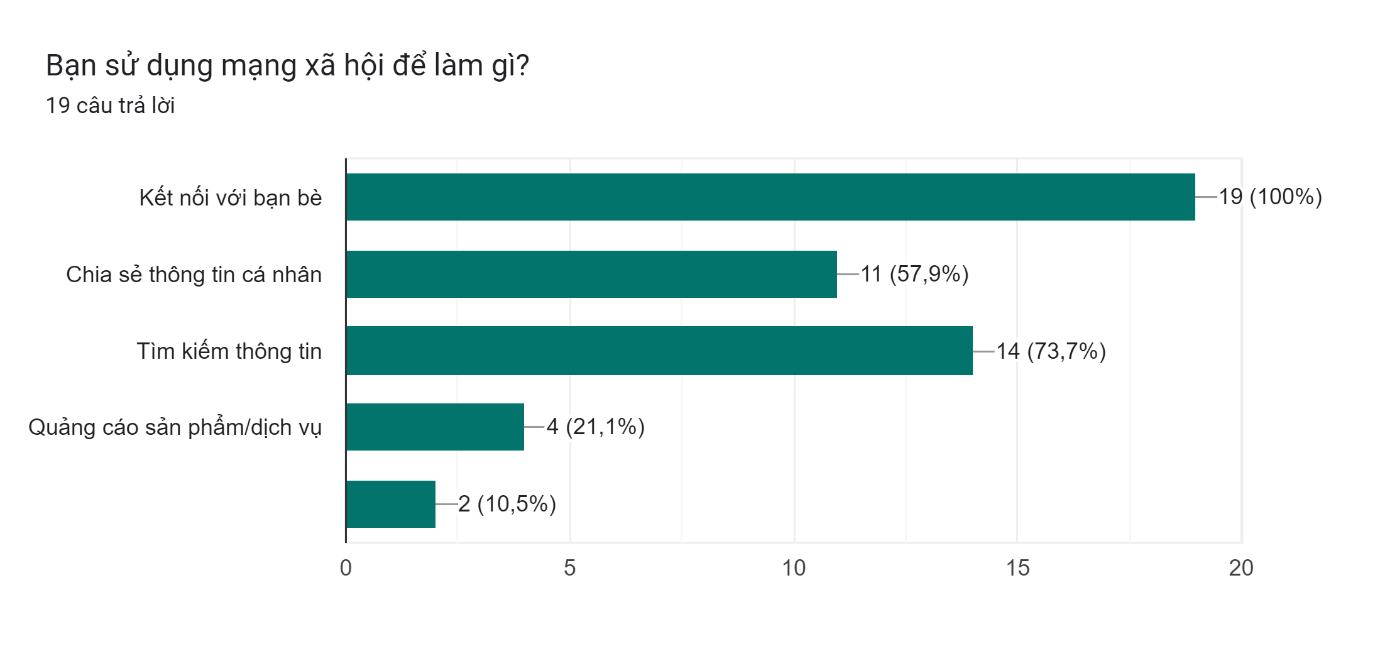 Bạn sử dụng mạng xã hội để làm gì?
19 câu trả lời
Kết nối với bạn bè
19 (100%)
Chia sẻ thông tin cá nhân
11 (57,9%)
Tìm kiếm thông tin
14 (73,7%)
Quảng cáo sản phẩm/dịch vụ
4 (21,1%)
2 (10,5%)
0 5 10 15 20